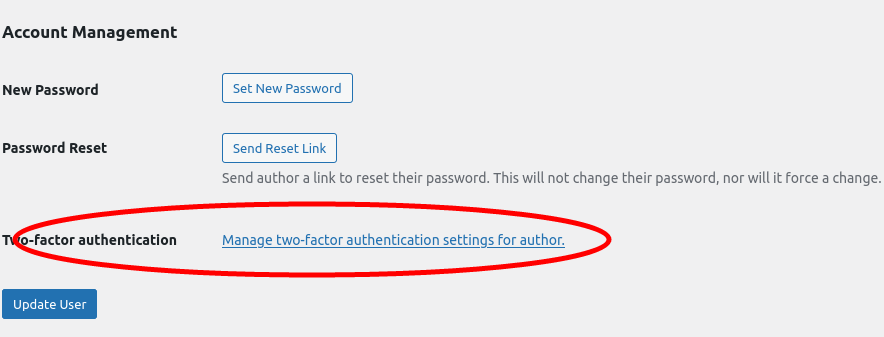 Account Management
New Password
Set New Password
Password Reset
Send Reset Link
Send author a link to reset their password. This will not change their password, nor will it force a change.
Two-factor authentication
Manage two-factor authentication settings for author.
Update User